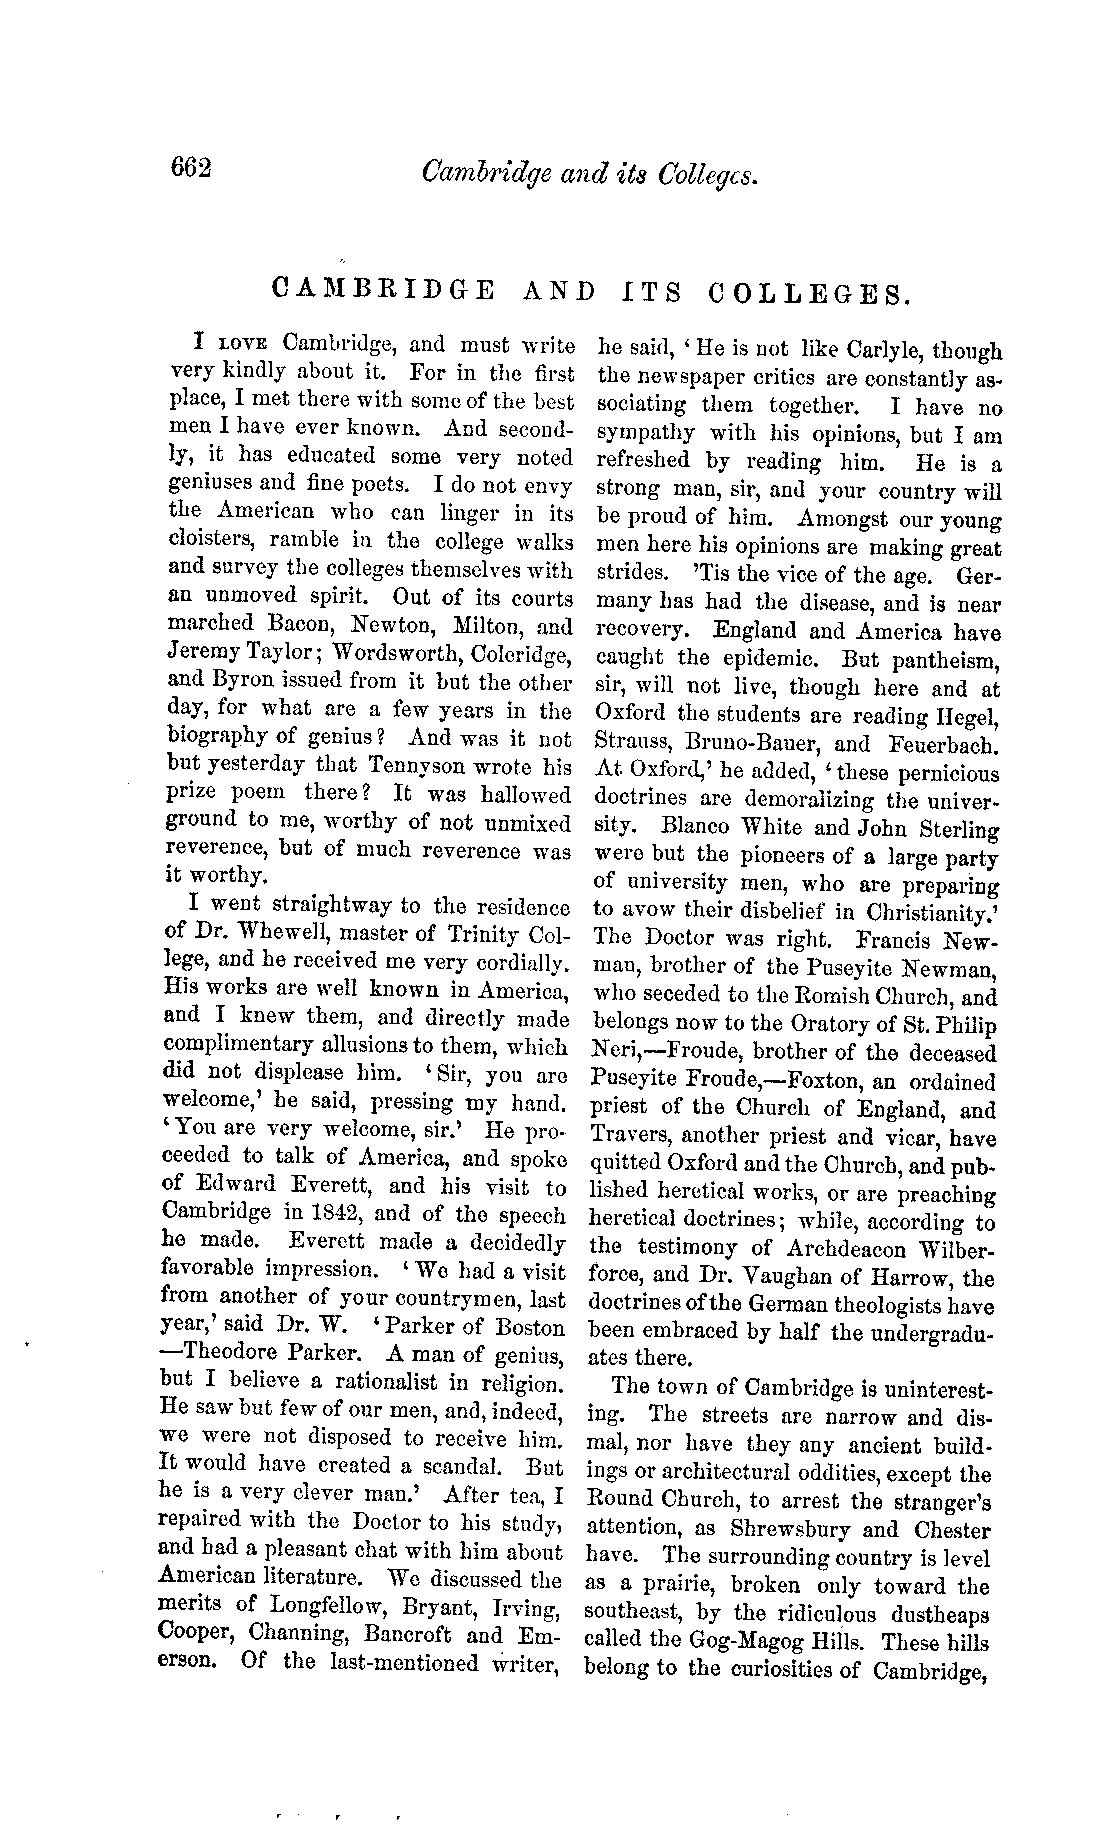 662
Cambridge and its Colleges.
CAMBRIDGE AND ITS COLLEGES.
I LOVE Cambridge, and must write
very kindly about it. For in the first
place, I met there with some of the best
men I have ever known. And second-
ly, it has educated some very noted
geniuses and fine poets. I do not envy
the American who can linger in its
cloisters, ramble in the college walks
and survey the colleges themselves with
an unmoved spirit. Out of its courts
marched Bacon, Newton, Milton, and
Jeremy Taylor; Wordsworth, Coleridge,
and Byron issued from it but the other
day, for what are a few years in the
biography of genius? And was it not
but yesterday that Tennyson wrote his
prize poem there? It was hallowed
ground to me, worthy of not unmixed
reverence, but of much reverence was
it worthy.
I went straightway to the residence
of Dr. Whewell, master of Trinity Col-
lege, and he received me very cordially.
His works are well known in America,
and I knew them, and directly made
complimentary allusions to them, which
did not displease him. ‘Sir, you are
welcome,’ he said, pressing my hand.
‘You are very welcome, sir.’ He pro-
ceeded to talk of America, and spoke
of Edward Everett, and his visit to
Cambridge in 1842, and of the speech
he made. Everett made a decidedly
favorable impression. ‘We had a visit
from another of your countrymen, last
year,’ said Dr. W. ‘Parker of Boston
—Theodore Parker. A man of genius,
but I believe a rationalist in religion.
He saw but few of our men, and, indeed,
we were not disposed to receive him.
It would have created a scandal. But
he is a very clever man.’ After tea, I
repaired with the Doctor to his study,
and had a pleasant chat with him about
American literature. We discussed the
merits of Longfellow, Bryant, Irving,
Cooper, Channing, Bancroft and Em-
erson. Of the last-mentioned writer,
he said, ‘He is not like Carlyle, though
the newspaper critics are constantly as-
sociating them together. I have no
sympathy with his opinions, but I am
refreshed by reading him. He is a
strong man, sir, and your country will
be proud of him. Amongst our young
men here his opinions are making great
strides. ’Tis the vice of the age. Ger-
many has had the disease, and is near
recovery. England and America have
caught the epidemic. But pantheism,
sir, will not live, though here and at
Oxford the students are reading Hegel,
Strauss, Bruno-Bauer, and Feuerbach.
At Oxford,’ he added, ‘these pernicious
doctrines are demoralizing the univer-
sity. Blanco White and John Sterling
were but the pioneers of a large party
of university men, who are preparing
to avow their disbelief in Christianity.’
The Doctor was right. Francis New-
man, brother of the Puseyite Newman,
who seceded to the Romish Church, and
belongs now to the Oratory of St. Philip
Neri,—Froude, brother of the deceased
Puseyite Froude,—Foxton, an ordained
priest of the Church of England, and
Travers, another priest and vicar, have
quitted Oxford and the Church, and pub-
lished heretical works, or are preaching
heretical doctrines; while, according to
the testimony of Archdeacon Wilber-
force, and Dr. Vaughan of Harrow, the
doctrines of the German theologists have
been embraced by half the undergradu-
ates there.
The town of Cambridge is uninterest-
ing. The streets are narrow and dis-
mal, nor have they any ancient build-
ings or architectural oddities, except the
Round Church, to arrest the stranger’s
attention, as Shrewsbury and Chester
have. The surrounding country is level
as a prairie, broken only toward the
southeast, by the ridiculous dustheaps
called the Gog-Magog Hills. These hills
belong to the curiosities of Cambridge,